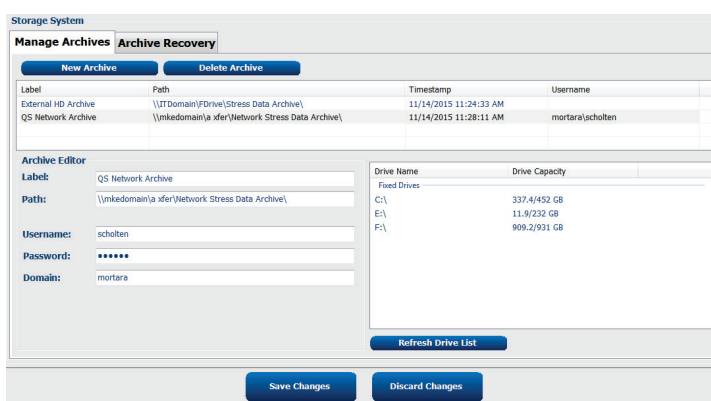 Storage System
Manage Archives Archive Recovery
New Archive Delete Archive
Label Path Timestamp Username
External HD Archive \\ITDomain\FDrive\Stress Data Archive\ 11/14/2015 11:24:33 AM
QS Network Archive \\mkedomain\a xfer\Network Stress Data Archive\ 11/14/2015 11:28:11 AM mortara\scholten
Archive Editor
Label: QS Network Archive
Path: \\mkedomain\a xfer\Network Stress Data Archive\
Username: scholten
Password: ••••••
Domain: mortara
Drive Name Drive Capacity
Fixed Drives
C:\ 337.4/452 GB
E:\ 11.9/232 GB
F:\ 909.2/931 GB
Refresh Drive List
Save Changes Discard Changes